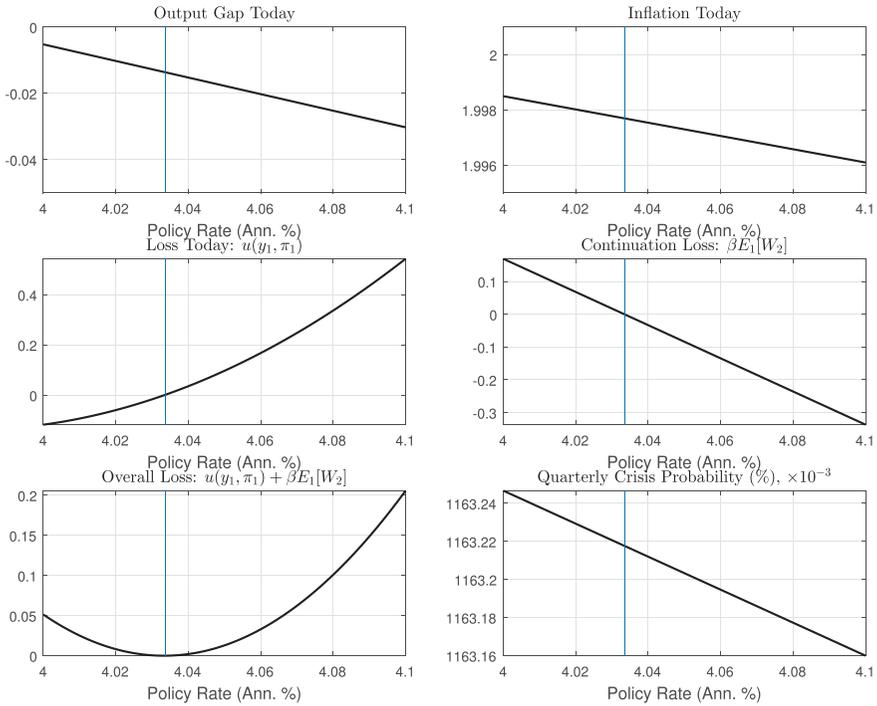 Output Gap Today
0
-0.02
-0.04
4 4.02 4.04 4.06 4.08 4.1
Policy Rate (Ann. %)
Inflation Today
2
1.998
1.996
4 4.02 4.04 4.06 4.08 4.1
Policy Rate (Ann. %)
Loss Today: u(y₁, π₁)
0.4
0.2
0
4 4.02 4.04 4.06 4.08 4.1
Policy Rate (Ann. %)
Continuation Loss: βE₁[W₂]
0.1
0
-0.1
-0.2
-0.3
4 4.02 4.04 4.06 4.08 4.1
Policy Rate (Ann. %)
Overall Loss: u(y₁, π₁) + βE₁[W₂]
0.2
0.15
0.1
0.05
0
4 4.02 4.04 4.06 4.08 4.1
Policy Rate (Ann. %)
Quarterly Crisis Probability (%), ×10⁻³
1163.24
1163.22
1163.2
1163.18
1163.16
4 4.02 4.04 4.06 4.08 4.1
Policy Rate (Ann. %)